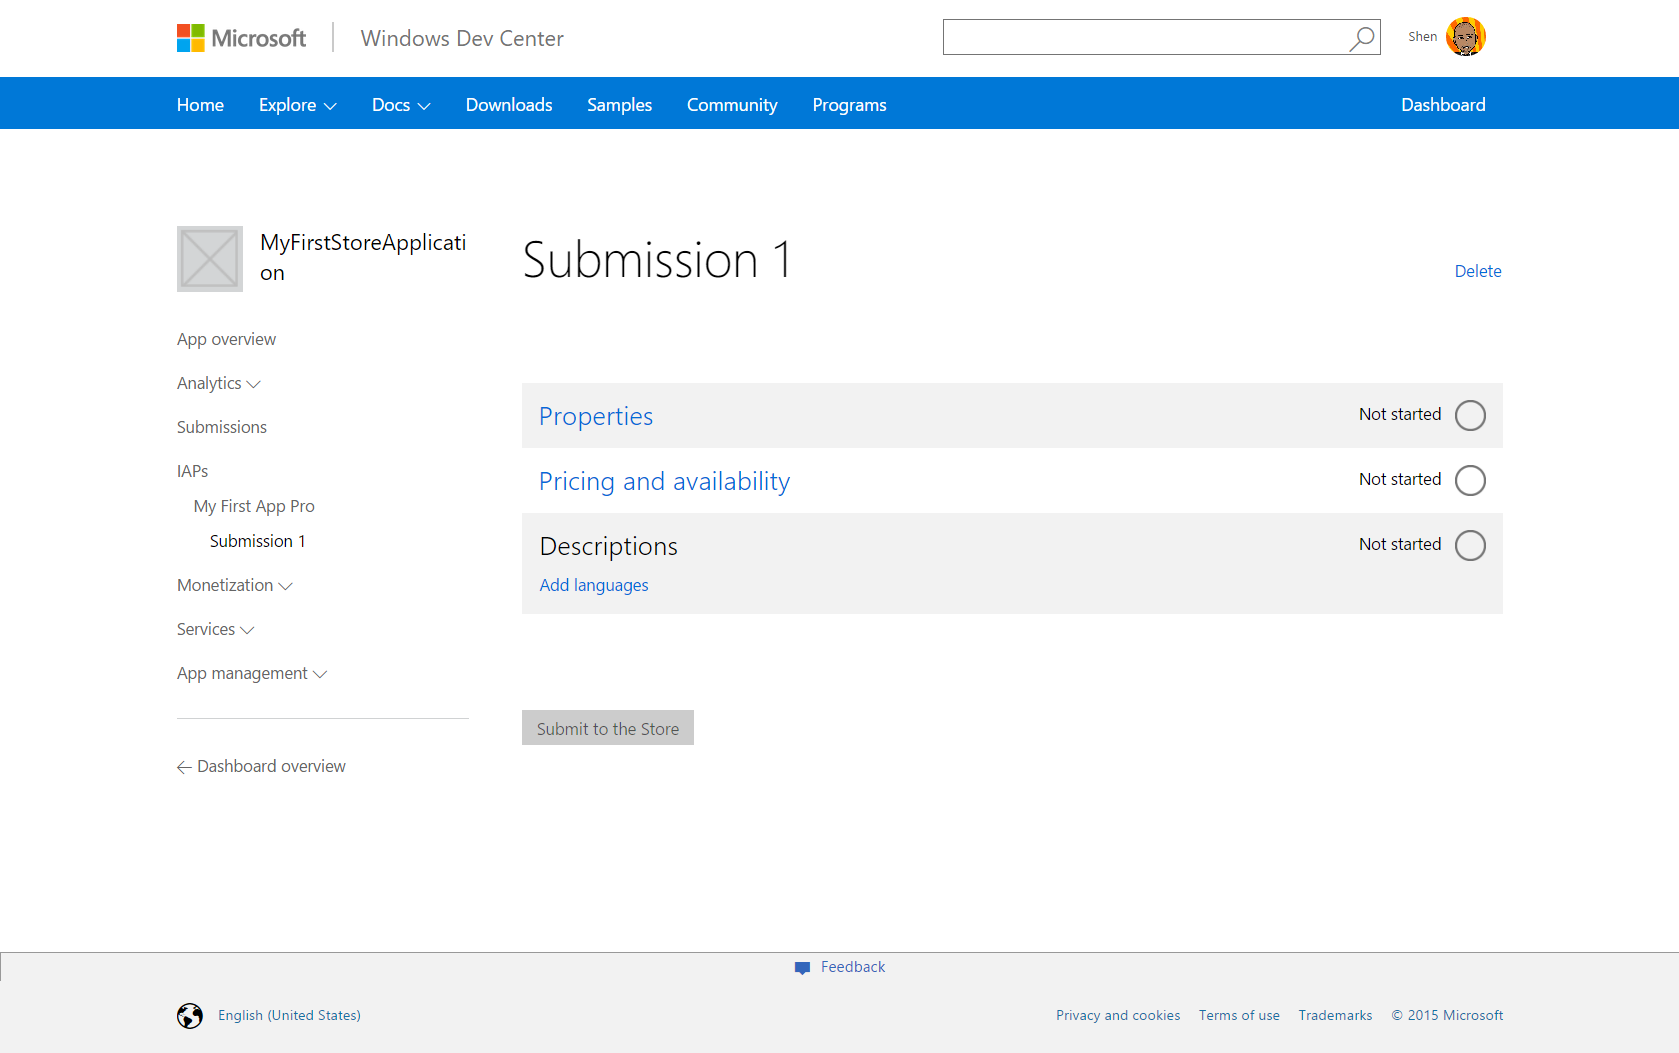 Microsoft
Windows Dev Center
Shen
Home
Explore
Docs
Downloads
Samples
Community
Programs
Dashboard
MyFirstStoreApplicati
on
App overview
Analytics
Submissions
IAPs
My First App Pro
Submission 1
Monetization
Services
App management
Dashboard overview
Submission 1
Delete
Properties
Not started
Pricing and availability
Not started
Descriptions
Not started
Add languages
Submit to the Store
Feedback
English (United States)
Privacy and cookies
Terms of use
Trademarks
© 2015 Microsoft